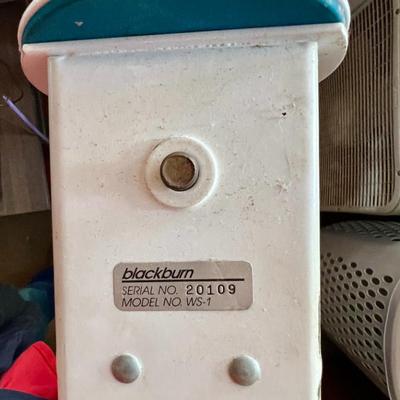 blackburn
SERIAL NO. 20109
MODEL NO. WS-1